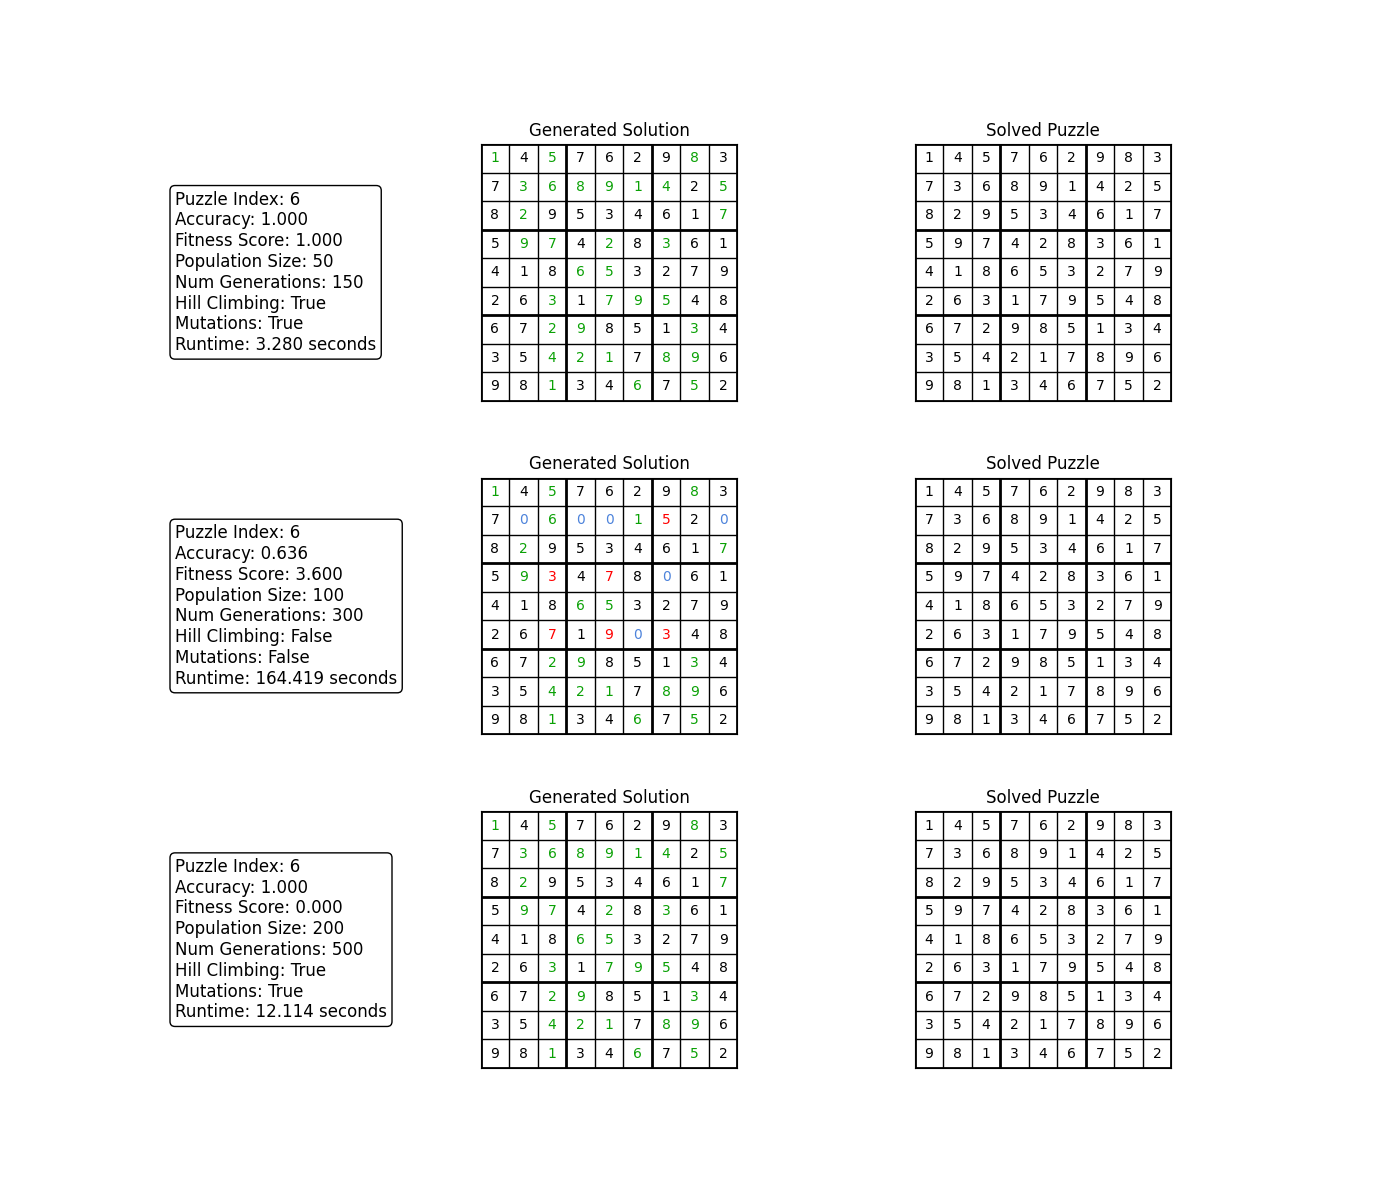 Generated Solution
Solved Puzzle
Puzzle Index: 6
Accuracy: 1.000
Fitness Score: 1.000
Population Size: 50
Num Generations: 150
Hill Climbing: True
Mutations: True
Runtime: 3.280 seconds
1 4 5 7 6 2 9 8 3
7 3 6 8 9 1 4 2 5
8 2 9 5 3 4 6 1 7
5 9 7 4 2 8 3 6 1
4 1 8 6 5 3 2 7 9
2 6 3 1 7 9 5 4 8
6 7 2 9 8 5 1 3 4
3 5 4 2 1 7 8 9 6
9 8 1 3 4 6 7 5 2
1 4 5 7 6 2 9 8 3
7 3 6 8 9 1 4 2 5
8 2 9 5 3 4 6 1 7
5 9 7 4 2 8 3 6 1
4 1 8 6 5 3 2 7 9
2 6 3 1 7 9 5 4 8
6 7 2 9 8 5 1 3 4
3 5 4 2 1 7 8 9 6
9 8 1 3 4 6 7 5 2
Generated Solution
Solved Puzzle
Puzzle Index: 6
Accuracy: 0.636
Fitness Score: 3.600
Population Size: 100
Num Generations: 300
Hill Climbing: False
Mutations: False
Runtime: 164.419 seconds
1 4 5 7 6 2 9 8 3
7 0 6 0 0 1 5 2 0
8 2 9 5 3 4 6 1 7
5 9 3 4 7 8 0 6 1
4 1 8 6 5 3 2 7 9
2 6 7 1 9 0 3 4 8
6 7 2 9 8 5 1 3 4
3 5 4 2 1 7 8 9 6
9 8 1 3 4 6 7 5 2
1 4 5 7 6 2 9 8 3
7 3 6 8 9 1 4 2 5
8 2 9 5 3 4 6 1 7
5 9 7 4 2 8 3 6 1
4 1 8 6 5 3 2 7 9
2 6 3 1 7 9 5 4 8
6 7 2 9 8 5 1 3 4
3 5 4 2 1 7 8 9 6
9 8 1 3 4 6 7 5 2
Generated Solution
Solved Puzzle
Puzzle Index: 6
Accuracy: 1.000
Fitness Score: 0.000
Population Size: 200
Num Generations: 500
Hill Climbing: True
Mutations: True
Runtime: 12.114 seconds
1 4 5 7 6 2 9 8 3
7 3 6 8 9 1 4 2 5
8 2 9 5 3 4 6 1 7
5 9 7 4 2 8 3 6 1
4 1 8 6 5 3 2 7 9
2 6 3 1 7 9 5 4 8
6 7 2 9 8 5 1 3 4
3 5 4 2 1 7 8 9 6
9 8 1 3 4 6 7 5 2
1 4 5 7 6 2 9 8 3
7 3 6 8 9 1 4 2 5
8 2 9 5 3 4 6 1 7
5 9 7 4 2 8 3 6 1
4 1 8 6 5 3 2 7 9
2 6 3 1 7 9 5 4 8
6 7 2 9 8 5 1 3 4
3 5 4 2 1 7 8 9 6
9 8 1 3 4 6 7 5 2